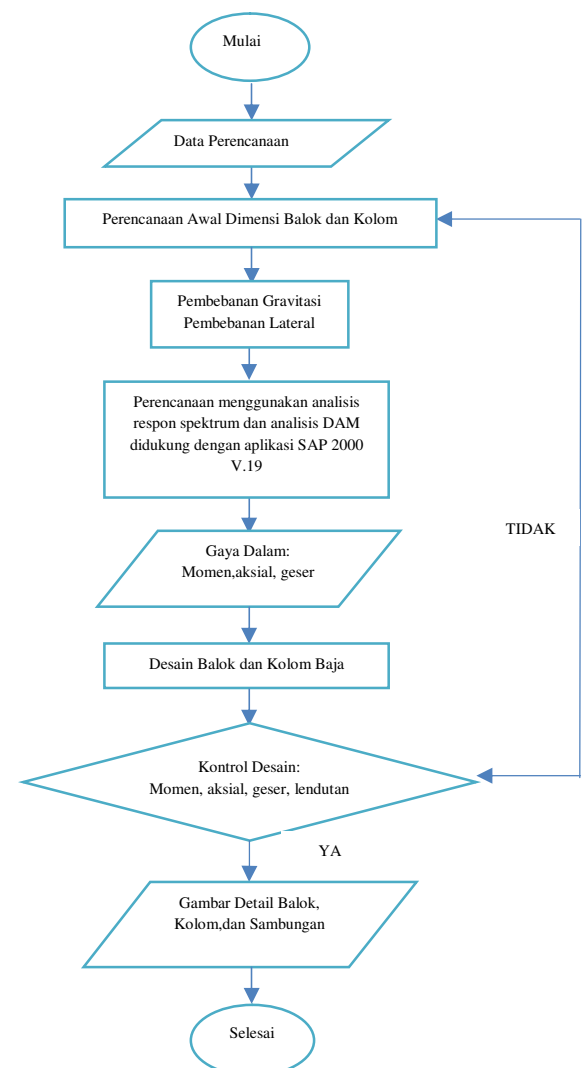 Mulai
Data Perencanaan
Perencanaan Awal Dimensi Balok dan Kolom
Pembebanan Gravitasi
Pembebanan Lateral
Perencanaan menggunakan analisis
respon spektrum dan analisis DAM
didukung dengan aplikasi SAP 2000
V.19
TIDAK
Gaya Dalam:
Momen,aksial, geser
Desain Balok dan Kolom Baja
Kontrol Desain:
Momen, aksial, geser, lendutan
YA
Gambar Detail Balok,
Kolom,dan Sambungan
Selesai